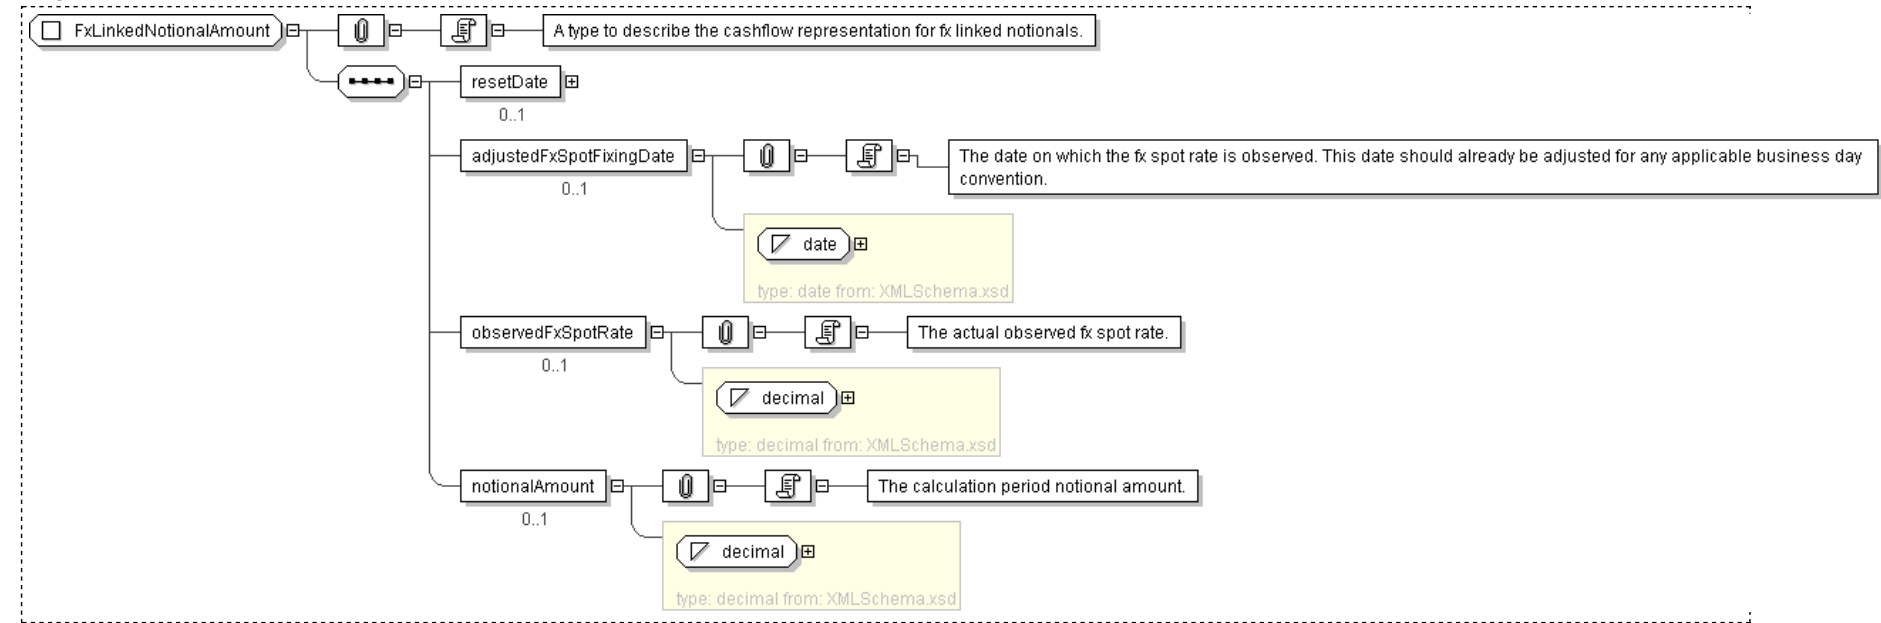 FxLinkedNotionalAmount
A type to describe the cashflow representation for fx linked notionals.
resetDate
0..1
adjustedFxSpotFixingDate
0..1
The date on which the fx spot rate is observed. This date should already be adjusted for any applicable business day
convention.
date
type: date from: XMLSchema.xsd
observedFxSpotRate
0..1
The actual observed fx spot rate.
decimal
type: decimal from: XMLSchema.xsd
notionalAmount
0..1
The calculation period notional amount.
decimal
type: decimal from: XMLSchema.xsd